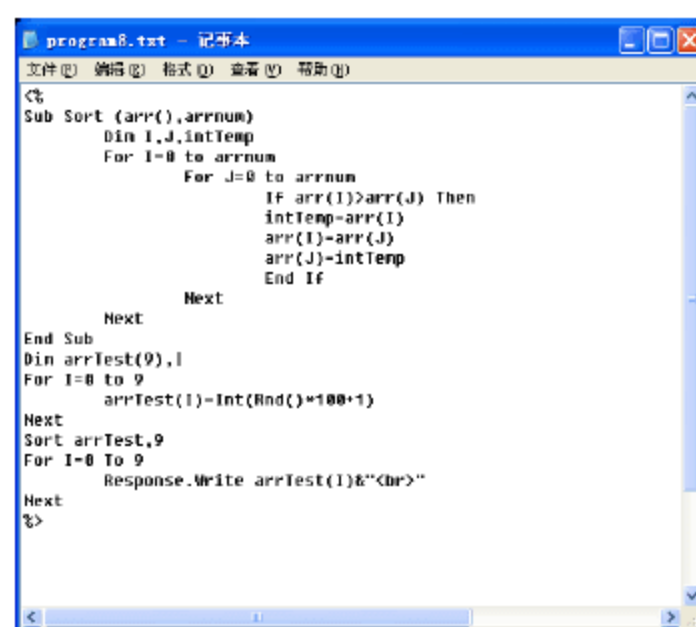 program8.txt - 记事本
文件(F) 编辑(E) 格式(O) 查看(V) 帮助(H)
<%
Sub Sort (arr(),arrnum)
Dim I,J,intTemp
For I=0 to arrnum
For J=0 to arrnum
If arr(I)>arr(J) Then
intTemp=arr(I)
arr(I)=arr(J)
arr(J)=intTemp
End If
Next
Next
End Sub
Dim arrTest(9),I
For I=0 to 9
arrTest(I)=Int(Rnd()*100+1)
Next
Sort arrTest,9
For I=0 To 9
Response.Write arrTest(I)&"<br>"
Next
%>